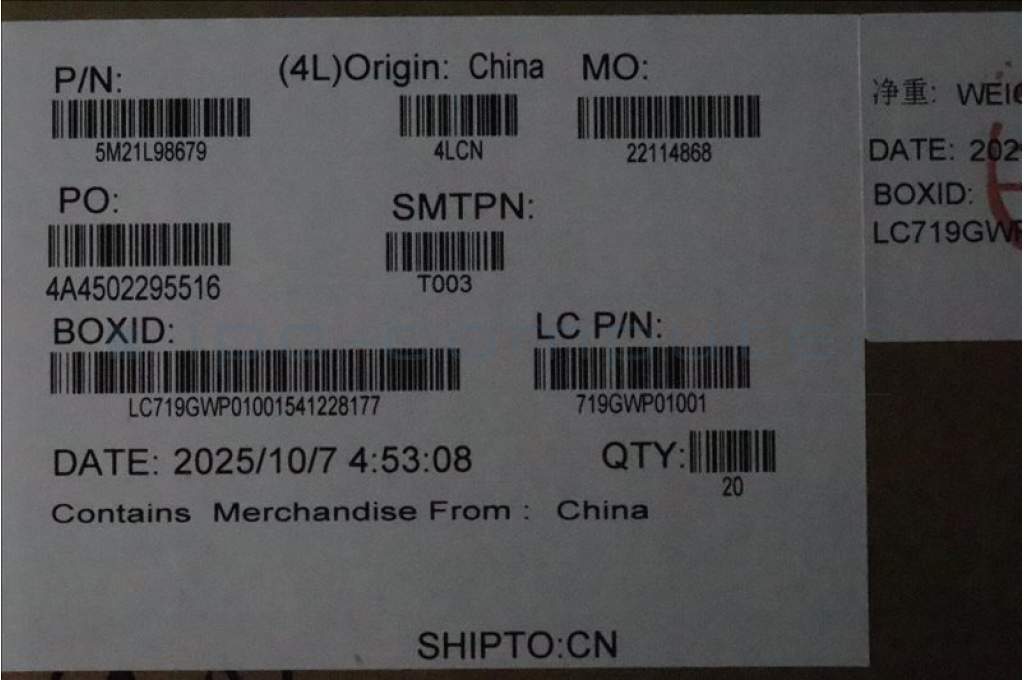 P/N:
5M21L98679
(4L)Origin: China
4LCN
MO:
22114868
PO:
4A4502295516
SMTPN:
T003
BOXID:
LC719GWP01001541228177
LC P/N:
719GWP01001
DATE: 2025/10/7 4:53:08
QTY:
20
Contains Merchandise From : China
SHIPTO:CN
净重:
DATE:
BOXID: